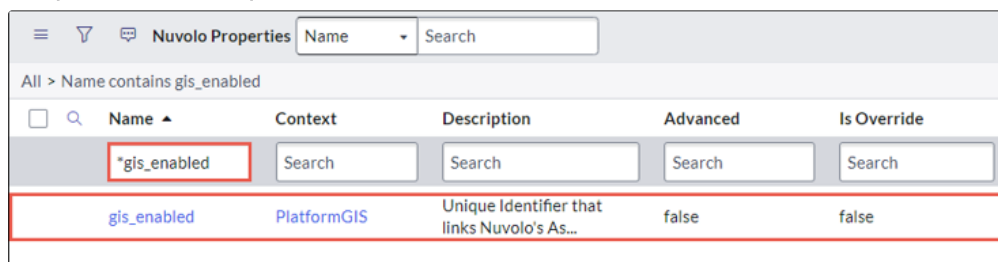 Nuvolo Properties Name Search
All > Name contains gis_enabled
Name Context Description Advanced Is Override
*gis_enabled Search Search Search Search
gis_enabled PlatformGIS Unique Identifier that links Nuvolo's As... false false